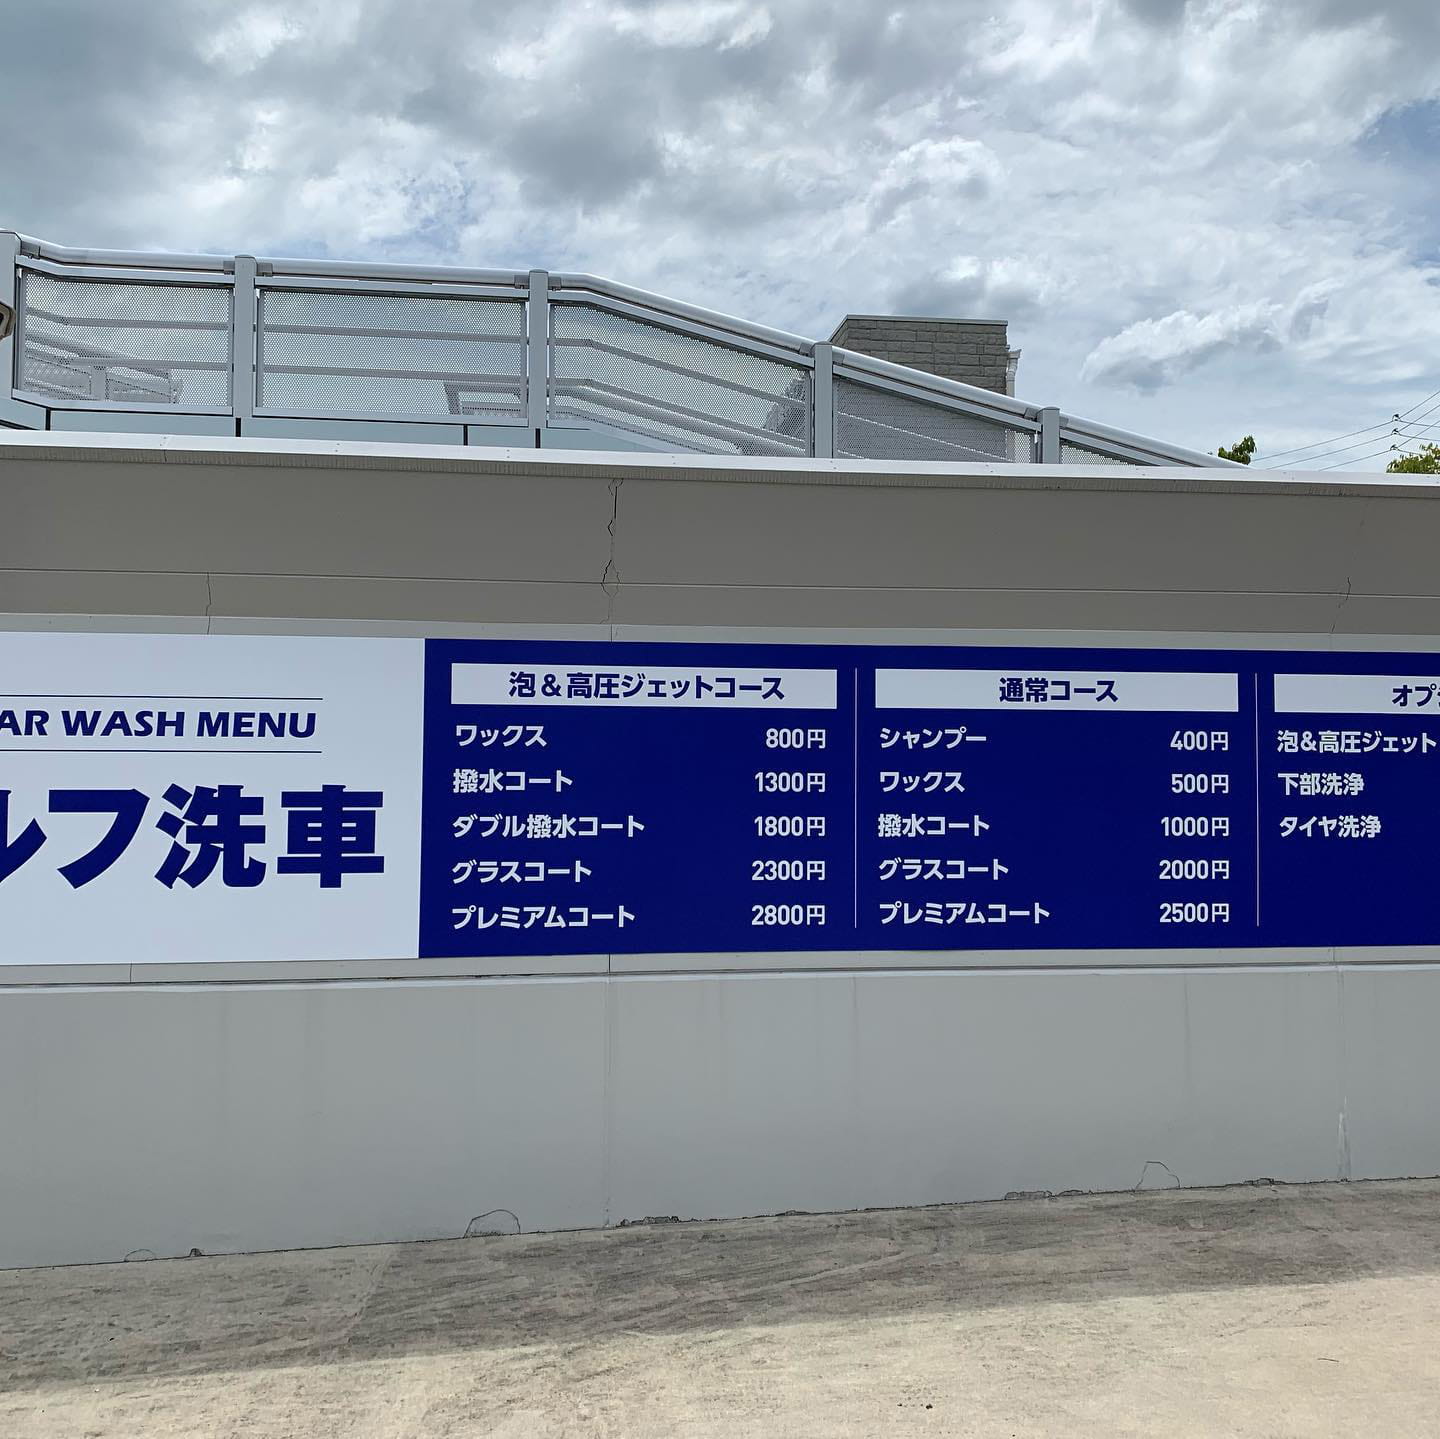 AR WASH MENU
ルフ洗車
泡&高圧ジェットコース
ワックス 800円
撥水コート 1300円
ダブル撥水コート 1800円
グラスコート 2300円
プレミアムコート 2800円
通常コース
シャンプー 400円
ワックス 500円
撥水コート 1000円
グラスコート 2000円
プレミアムコート 2500円
オプ
泡&高圧ジェット
下部洗浄
タイヤ洗浄